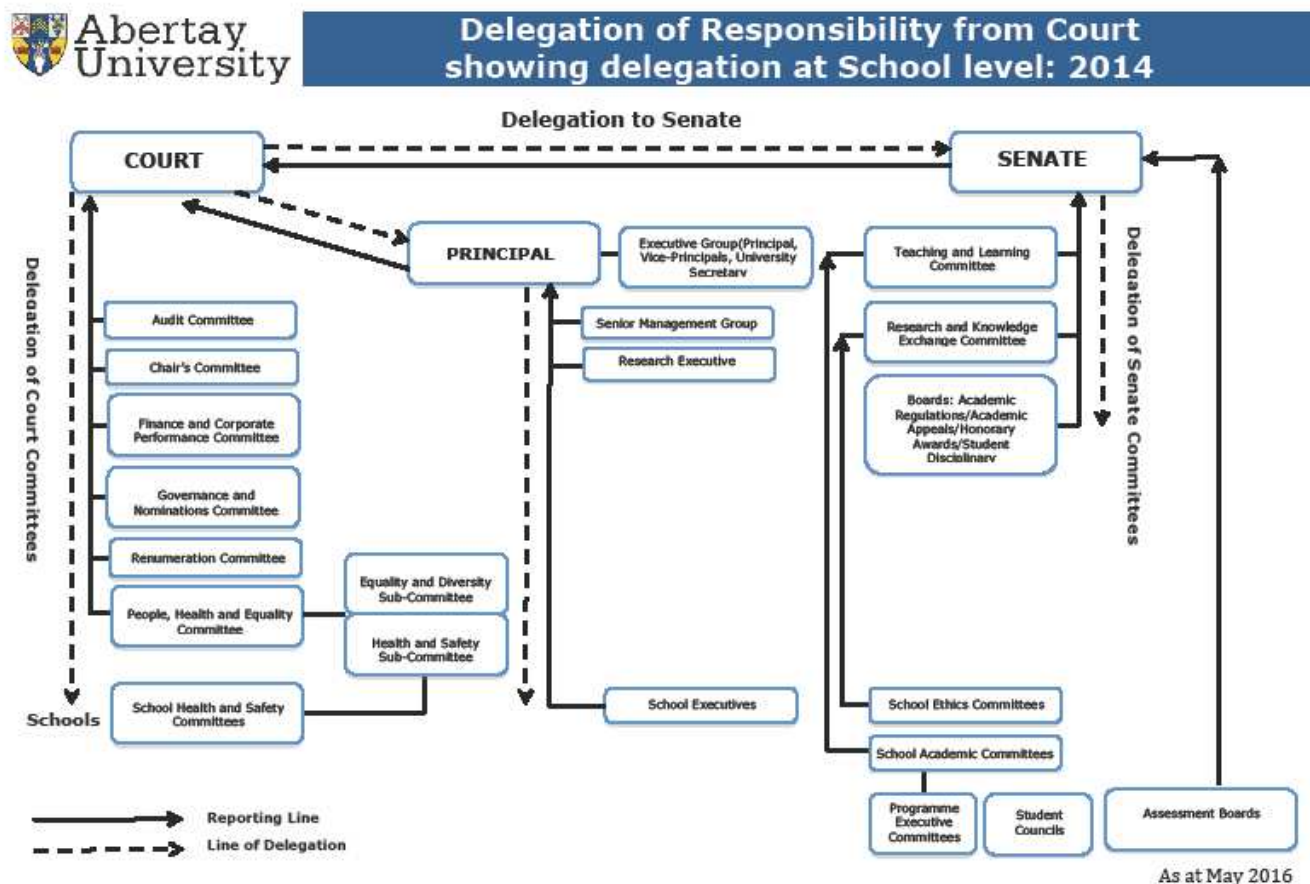 Abertay
University
Delegation of Responsibility from Court
showing delegation at School level: 2014
Delegation to Senate
COURT
SENATE
PRINCIPAL
Executive Group(Principal,
Vice-Principals, University
Secretary
Teaching and Learning
Committee
Delegation of Court Committees
Delegation of Senate Committees
Audit Committee
Senior Management Group
Research and Knowledge
Exchange Committee
Chair's Committee
Research Executive
Finance and Corporate
Performance Committee
Boards: Academic
Regulations/Academic
Appeals/Honorary
Awards/Student
Disciplinary
Governance and
Nominations Committee
Renumeration Committee
Equality and Diversity
Sub-Committee
People, Health and Equality
Committee
Health and Safety
Sub-Committee
Schools
School Health and Safety
Committees
School Executives
School Ethics Committees
School Academic Committees
Programme
Executive
Committees
Student
Councils
Assessment Boards
Reporting Line
Line of Delegation
As at May 2016